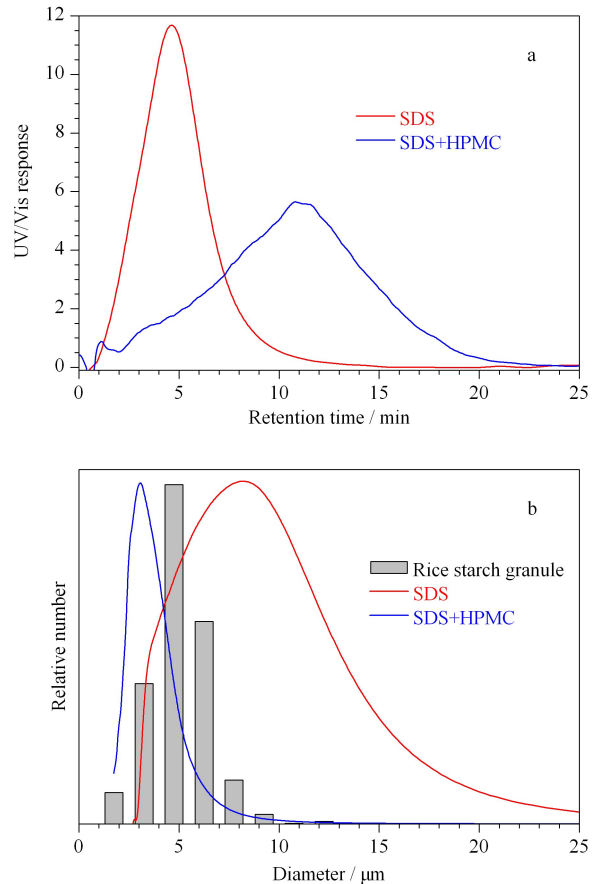 12
a
10
SDS
SDS+HPMC
8
6
4
2
0
UV/Vis response
0 5 10 15 20 25
Retention time / min
b
Rice starch granule
SDS
SDS+HPMC
Relative number
0 5 10 15 20 25
Diameter / μm